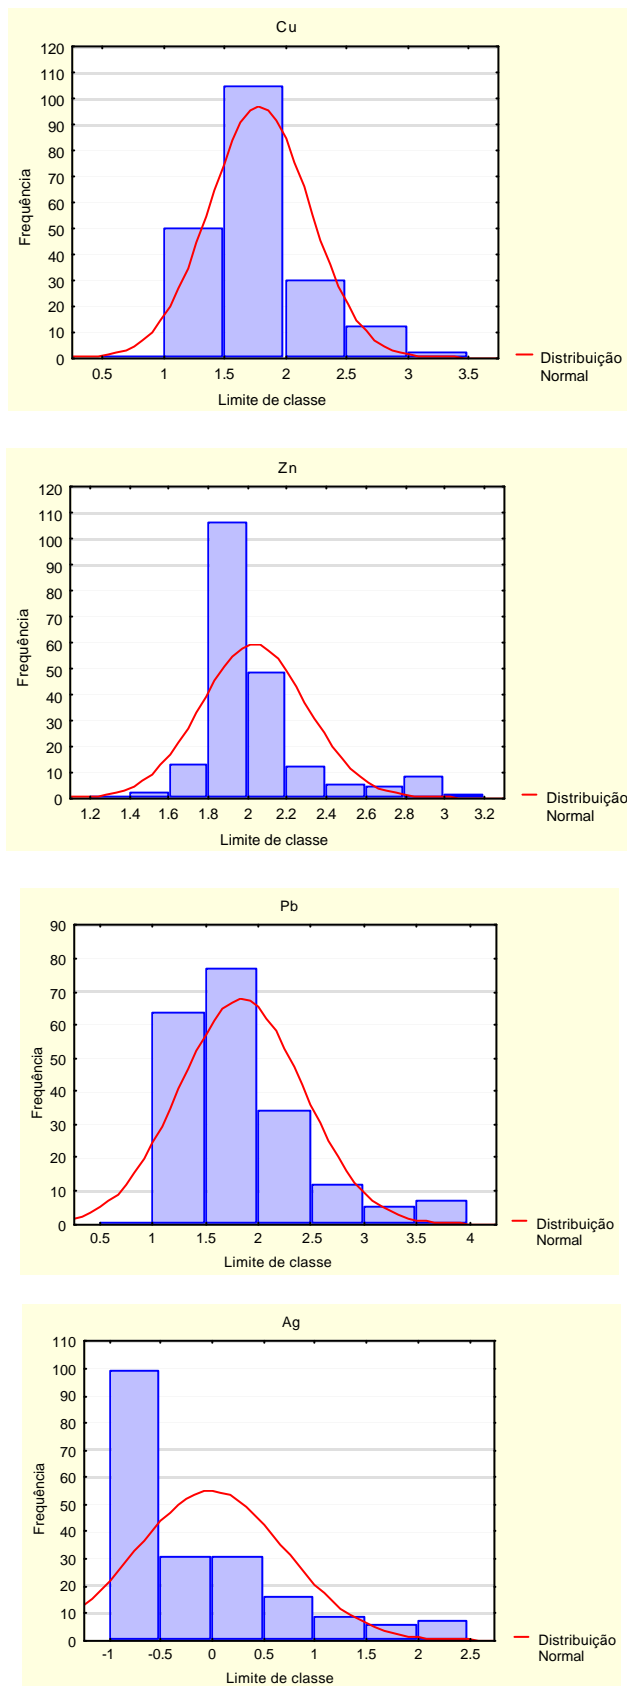 Cu
120
110
100
90
80
70
60
50
40
30
20
10
0
Frequência
0.5 1 1.5 2 2.5 3 3.5
Limite de classe
Distribuição
Normal
Zn
120
110
100
90
80
70
60
50
40
30
20
10
0
Frequência
1.2 1.4 1.6 1.8 2 2.2 2.4 2.6 2.8 3 3.2
Limite de classe
Distribuição
Normal
Pb
90
80
70
60
50
40
30
20
10
0
Frequência
0.5 1 1.5 2 2.5 3 3.5 4
Limite de classe
Distribuição
Normal
Ag
110
100
90
80
70
60
50
40
30
20
10
0
Frequência
-1 -0.5 0 0.5 1 1.5 2 2.5
Limite de classe
Distribuição
Normal